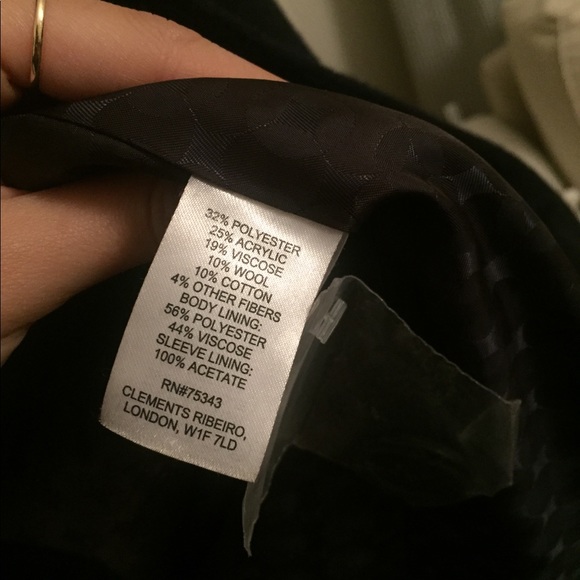 32% POLYESTER
25% ACRYLIC
19% VISCOSE
10% WOOL
10% COTTON
4% OTHER FIBERS
BODY LINING:
56% POLYESTER
44% VISCOSE
SLEEVE LINING:
100% ACETATE
RN#75343
CLEMENTS RIBEIRO,
LONDON, W1F 7LD